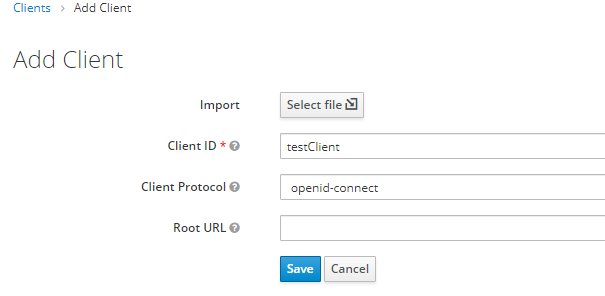 Clients > Add Client
Add Client
Import Select file
Client ID * testClient
Client Protocol openid-connect
Root URL
Save Cancel